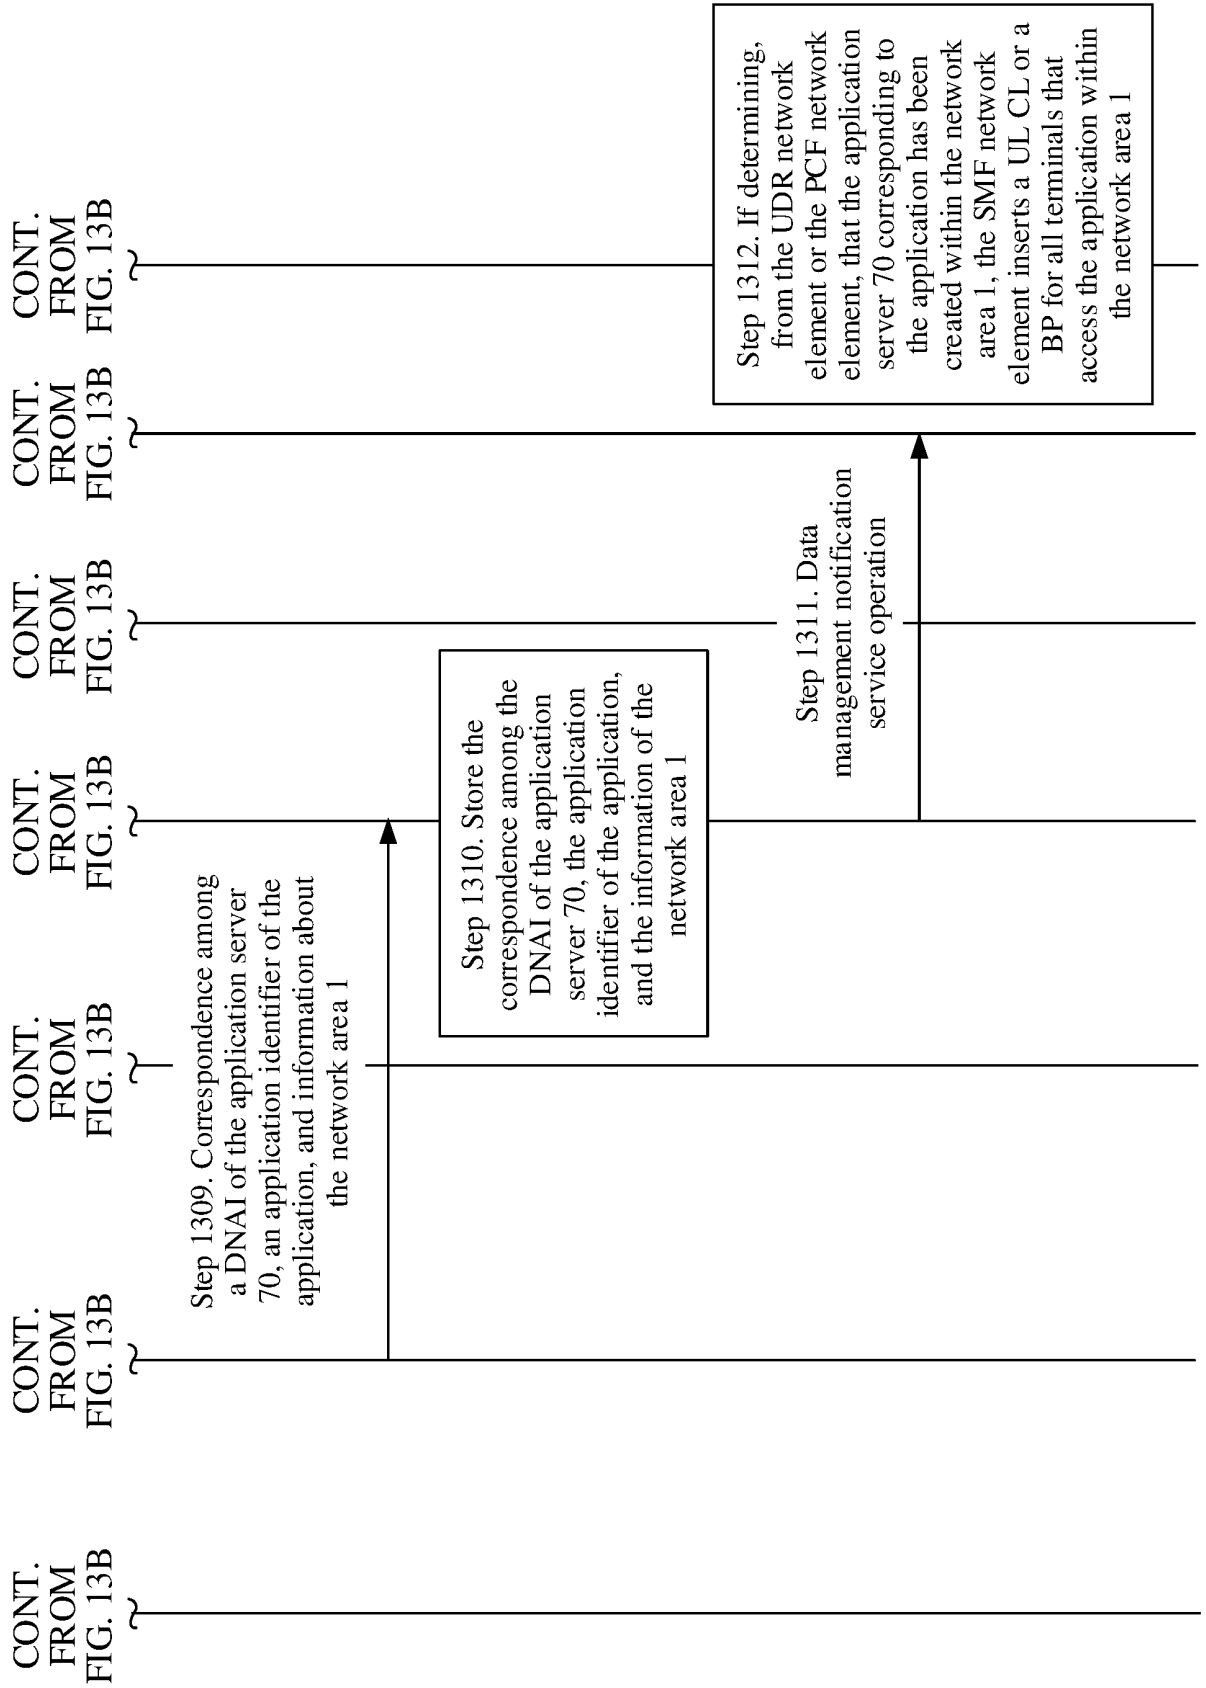 CONT.
FROM
FIG. 13B
CONT.
FROM
FIG. 13B
CONT.
FROM
FIG. 13B
CONT.
FROM
FIG. 13B
CONT.
FROM
FIG. 13B
CONT.
FROM
FIG. 13B
CONT.
FROM
FIG. 13B
Step 1309. Correspondence among
a DNAI of the application server
70, an application identifier of the
application, and information about
the network area 1
Step 1310. Store the
correspondence among the
DNAI of the application
server 70, the application
identifier of the application,
and the information of the
network area 1
Step 1311. Data
management notification
service operation
Step 1312. If determining,
from the UDR network
element or the PCF network
element, that the application
server 70 corresponding to
the application has been
created within the network
area 1, the SMF network
element inserts a UL CL or a
BP for all terminals that
access the application within
the network area 1